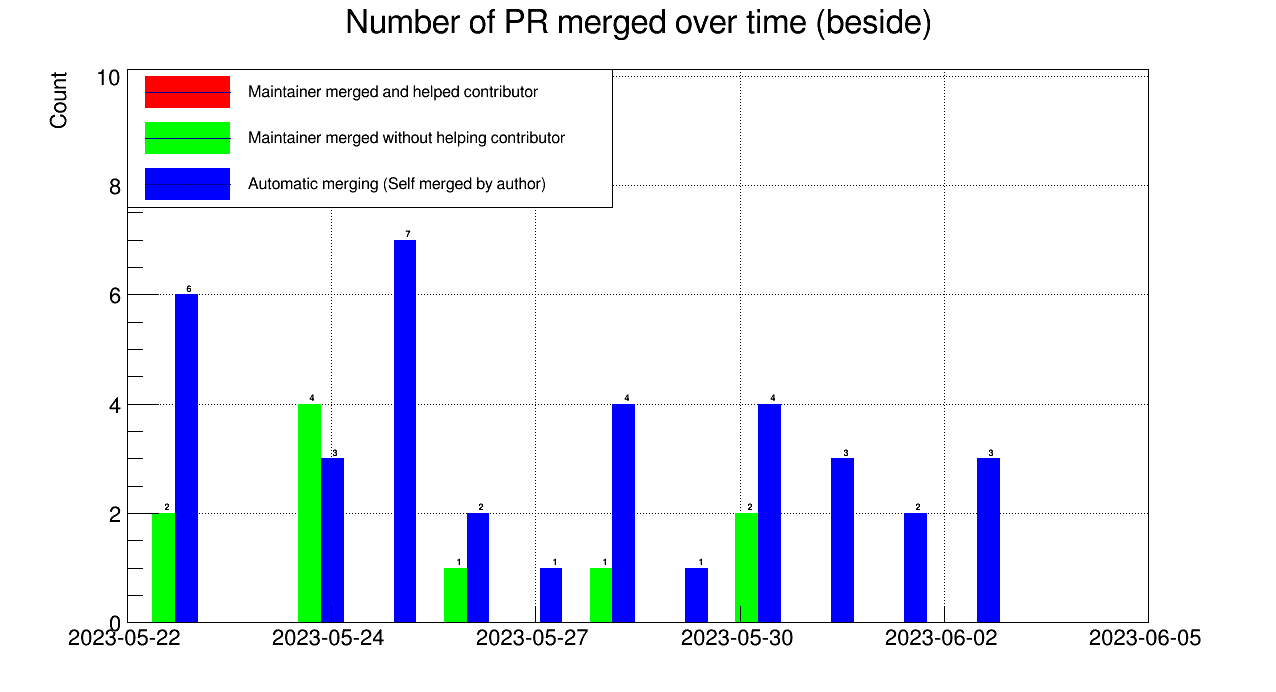 Number of PR merged over time (beside)
Count
10
8
6
4
2
0
Maintainer merged and helped contributor
Maintainer merged without helping contributor
Automatic merging (Self merged by author)
2 6 4 3 7 1 2 1 1 4 1 2 4 3 2 3
2023-05-22 2023-05-24 2023-05-27 2023-05-30 2023-06-02 2023-06-05